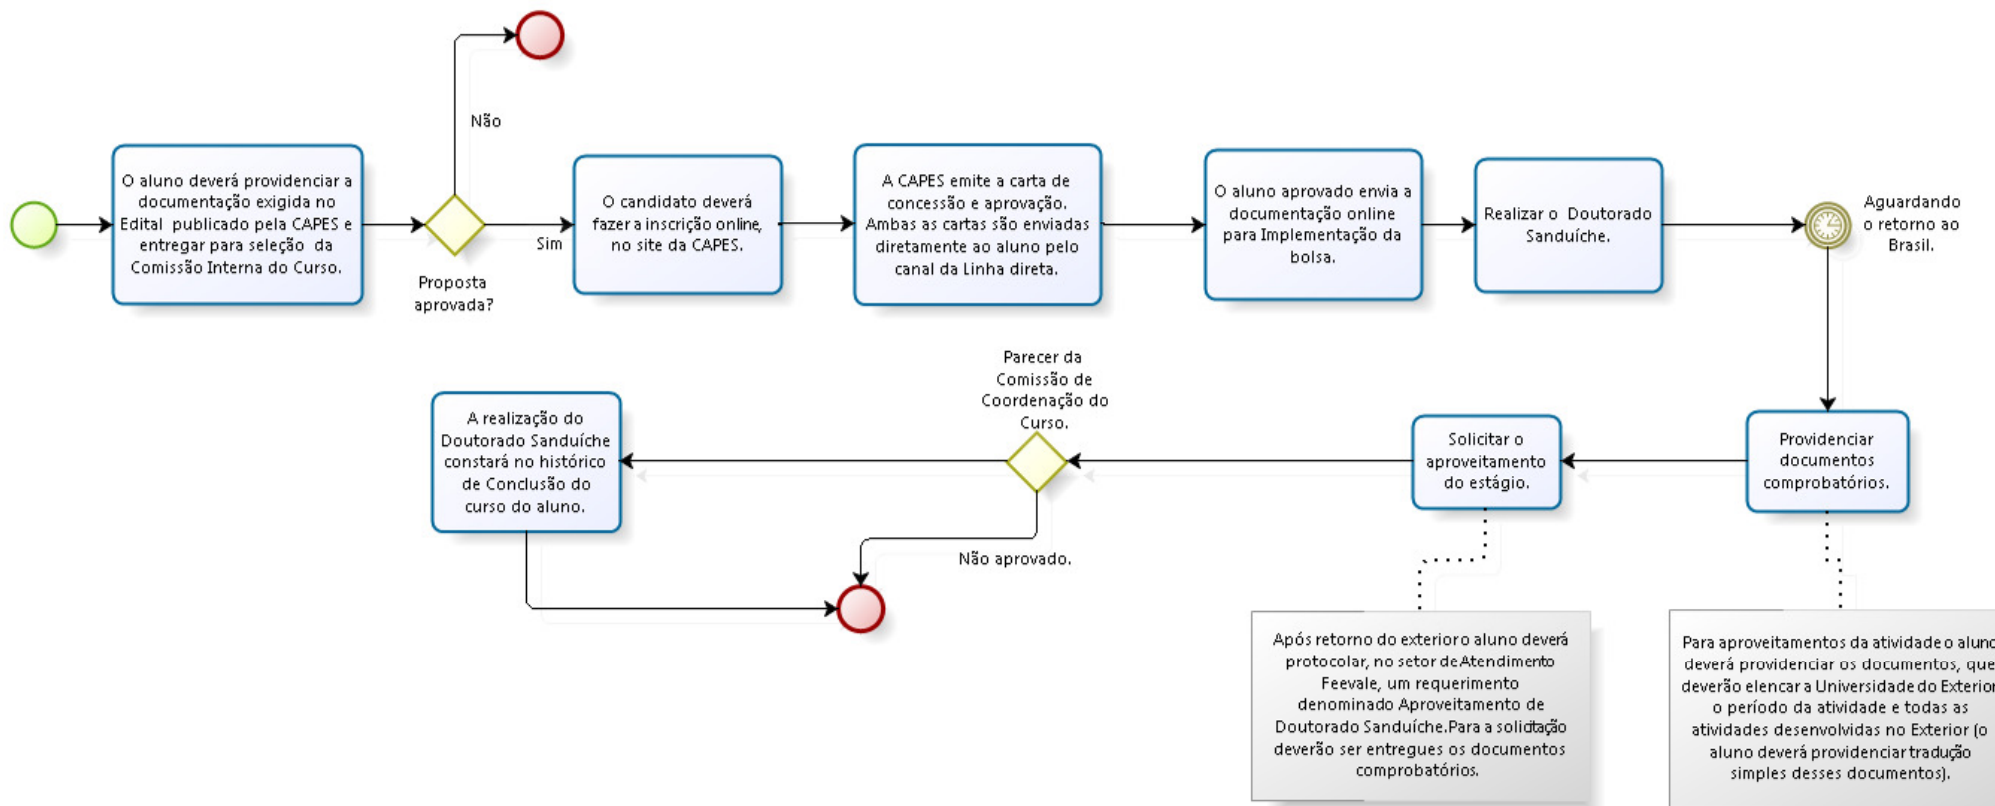 Não
O aluno deverá providenciar a
documentação exigida no
Edital publicado pela CAPES e
entregar para seleção da
Comissão Interna do Curso.
Proposta
aprovada?
Sim
O candidato deverá
fazer a inscrição online,
no site da CAPES.
A CAPES emite a carta de
concessão e aprovação.
Ambas as cartas são enviadas
diretamente ao aluno pelo
canal da Linha direta.
O aluno aprovado envia a
documentação online
para Implementação da
bolsa.
Realizar o Doutorado
Sanduíche.
Aguardando
o retorno ao
Brasil.
Providenciar
documentos
comprobatórios.
Solicitar o
aproveitamento
do estágio.
Parecer da
Comissão de
Coordenação do
Curso.
Não aprovado.
A realização do
Doutorado Sanduíche
constará no histórico
de Conclusão do
curso do aluno.
Após retorno do exterior o aluno deverá
protocolar, no setor de Atendimento
Feevale, um requerimento
denominado Aproveitamento de
Doutorado Sanduíche.Para a solicitação
deverão ser entregues os documentos
comprobatórios.
Para aproveitamentos da atividade o aluno
deverá providenciar os documentos, que
deverão elencar a Universidade do Exterior
o período da atividade e todas as
atividades desenvolvidas no Exterior (o
aluno deverá providenciar tradução
simples desses documentos).